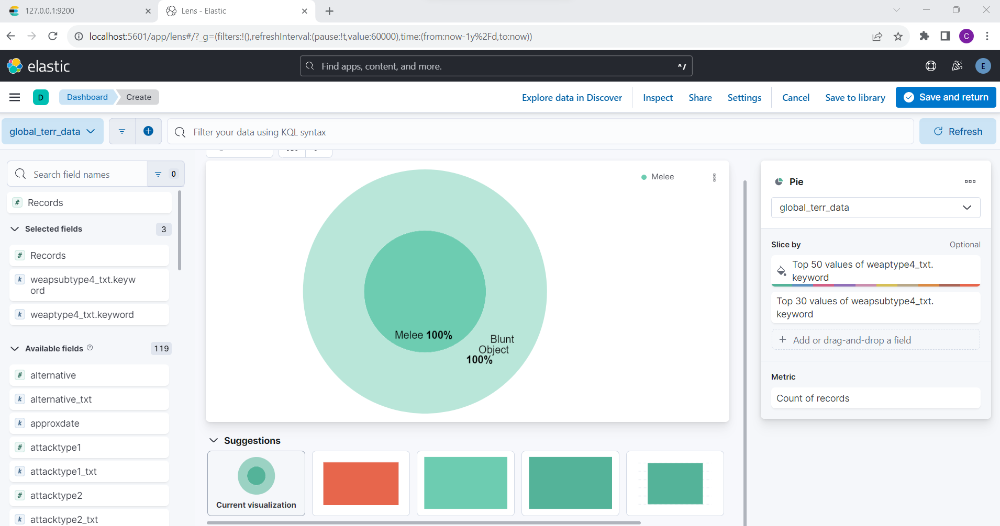 127.0.0.1:9200
Lens - Elastic
localhost:5601/app/lens#/?_g=(filters:!(),refreshInterval:(pause:!t,value:60000),time:(from:now-1y%2Fd,to:now))
C
elastic
Find apps, content, and more.
^/
E
D
Dashboard
Create
Explore data in Discover
Inspect
Share
Settings
Cancel
Save to library
Save and return
global_terr_data
Filter your data using KQL syntax
Refresh
Search field names
0
# Records
Selected fields
3
# Records
k weapsubtype4_txt.keyw
ord
k weaptype4_txt.keyword
Available fields
119
# alternative
k alternative_txt
k approxdate
# attacktype1
k attacktype1_txt
# attacktype2
k attacktype2_txt
Melee
Melee 100%
Blunt
Object
100%
Suggestions
Current visualization
Pie
global_terr_data
Slice by
Optional
Top 50 values of weaptype4_txt.
keyword
Top 30 values of weapsubtype4_txt.
keyword
+ Add or drag-and-drop a field
Metric
Count of records